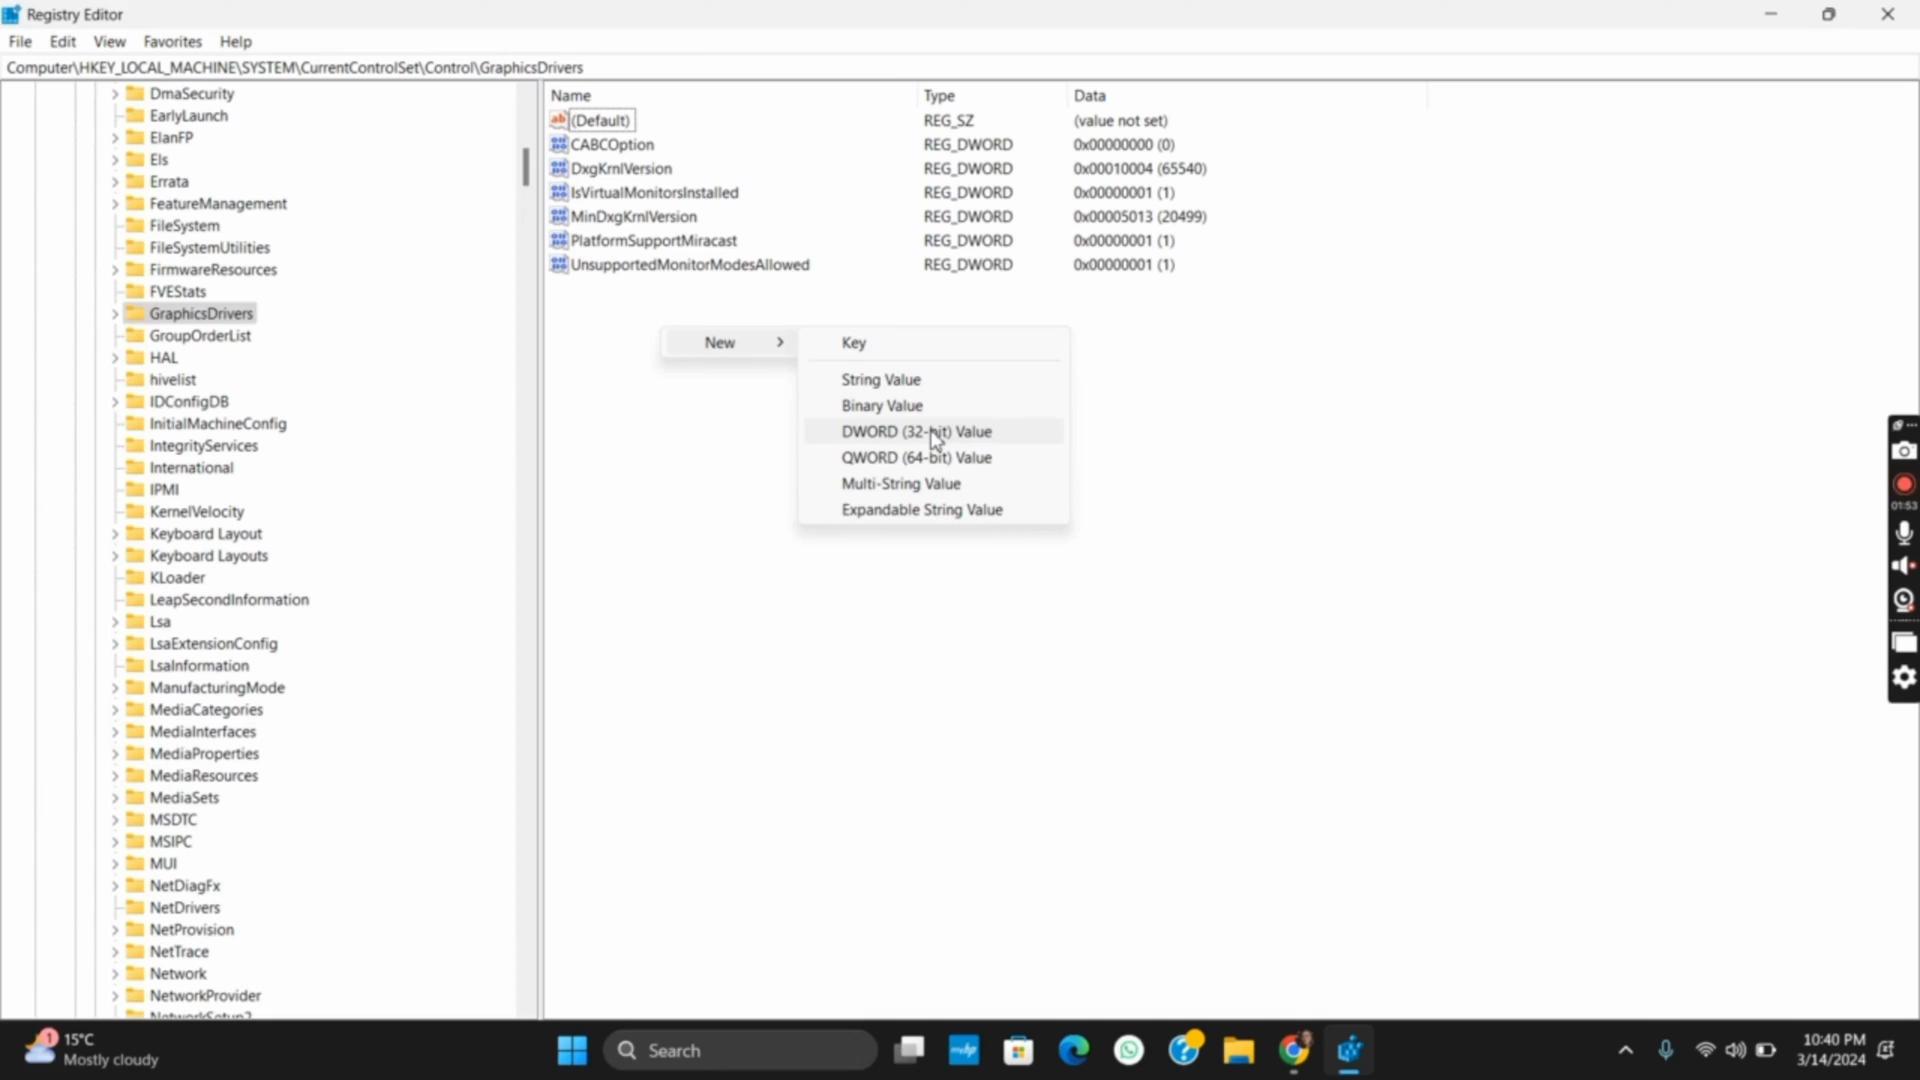 Registry Editor
File Edit View Favorites Help
Computer\HKEY_LOCAL_MACHINE\SYSTEM\CurrentControlSet\Control\GraphicsDrivers
DmaSecurity
EarlyLaunch
ElanFP
Els
Errata
FeatureManagement
FileSystem
FileSystemUtilities
FirmwareResources
FVEStats
GraphicsDrivers
GroupOrderList
HAL
hivelist
IDConfigDB
InitialMachineConfig
IntegrityServices
International
IPMI
KernelVelocity
Keyboard Layout
Keyboard Layouts
KLoader
LeapSecondInformation
Lsa
LsaExtensionConfig
LsaInformation
ManufacturingMode
MediaCategories
MediaInterfaces
MediaProperties
MediaResources
MediaSets
MSDTC
MSIPC
MUI
NetDiagFx
NetDrivers
NetProvision
NetTrace
Network
NetworkProvider
NetworkSetup2
Name Type Data
ab (Default) REG_SZ (value not set)
CABCOption REG_DWORD 0x00000000 (0)
DxgKrnlVersion REG_DWORD 0x00010004 (65540)
IsVirtualMonitorsInstalled REG_DWORD 0x00000001 (1)
MinDxgKrnlVersion REG_DWORD 0x00005013 (20499)
PlatformSupportMiracast REG_DWORD 0x00000001 (1)
UnsupportedMonitorModesAllowed REG_DWORD 0x00000001 (1)
New
Key
String Value
Binary Value
DWORD (32-bit) Value
QWORD (64-bit) Value
Multi-String Value
Expandable String Value
01:53
1
15°C
Mostly cloudy
Search
myhp
10:40 PM
3/14/2024